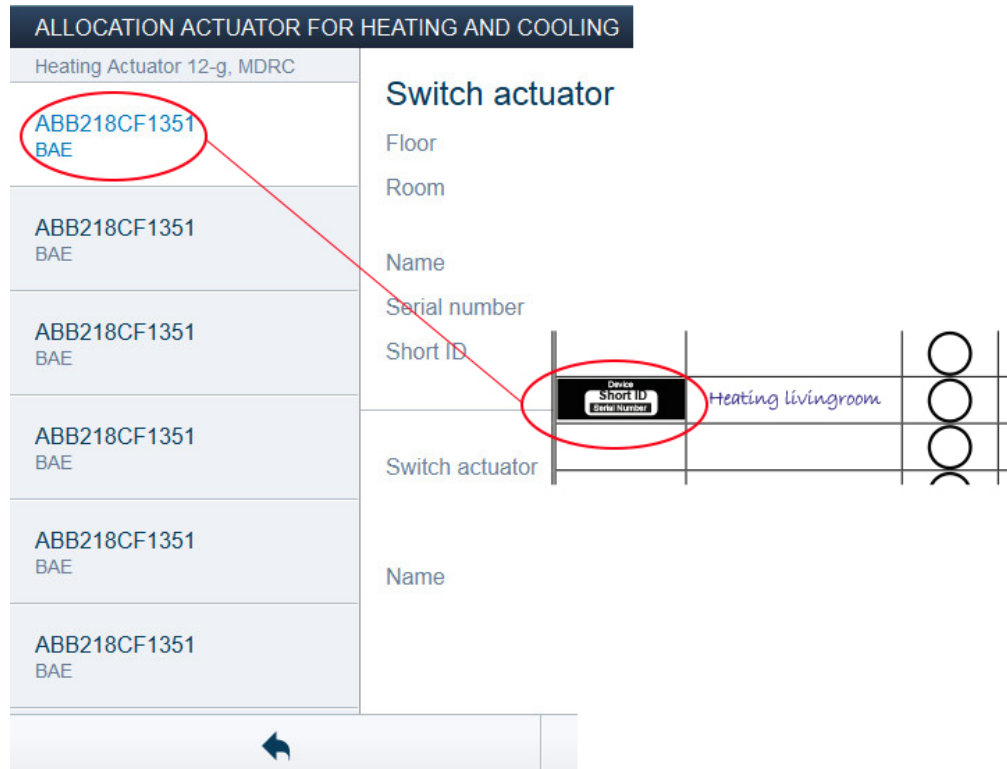 ALLOCATION ACTUATOR FOR HEATING AND COOLING
Heating Actuator 12-g, MDRC
ABB218CF1351
BAE
ABB218CF1351
BAE
ABB218CF1351
BAE
ABB218CF1351
BAE
ABB218CF1351
BAE
ABB218CF1351
BAE
Switch actuator
Floor
Room
Name
Serial number
Short ID
Switch actuator
Name
Device
Short ID
Serial Number
Heating livingroom